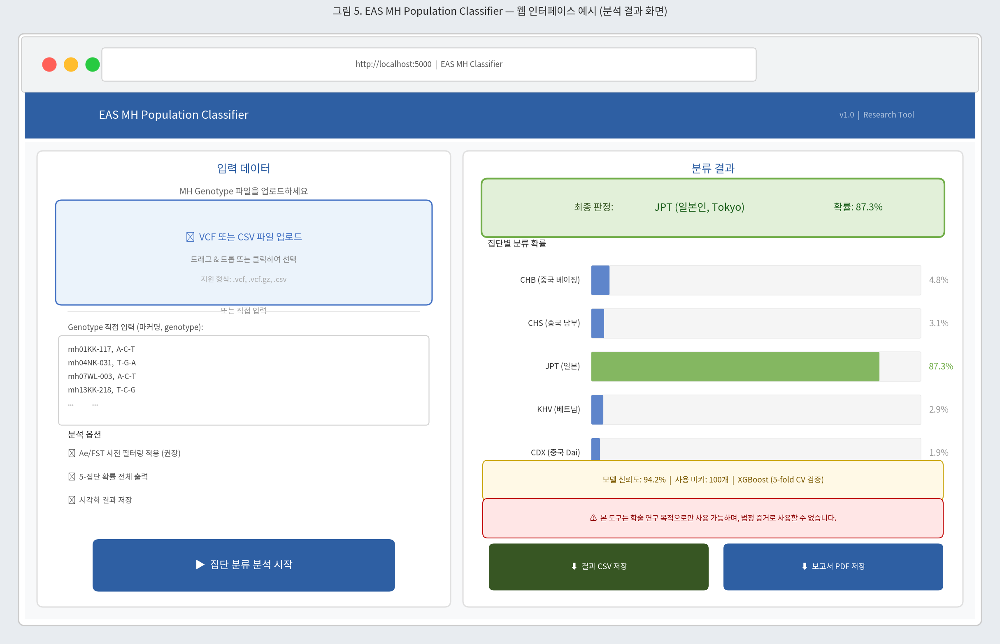 그림 5. EAS MH Population Classifier — 웹 인터페이스 예시 (분석 결과 화면)
http://localhost:5000 | EAS MH Classifier
EAS MH Population Classifier
v1.0 | Research Tool
입력 데이터
MH Genotype 파일을 업로드하세요
VCF 또는 CSV 파일 업로드
드래그 & 드롭 또는 클릭하여 선택
지원 형식: .vcf, .vcf.gz, .csv
또는 직접 입력
Genotype 직접 입력 (마커명, genotype):
mh01KK-117, A-C-T
mh04NK-031, T-G-A
mh07WL-003, A-C-T
mh13KK-218, T-C-G
... ...
분석 옵션
Ae/FST 사전 필터링 적용 (권장)
5-집단 확률 전체 출력
시각화 결과 저장
▶ 집단 분류 분석 시작
분류 결과
최종 판정: JPT (일본인, Tokyo) 확률: 87.3%
집단별 분류 확률
CHB (중국 베이징) 4.8%
CHS (중국 남부) 3.1%
JPT (일본) 87.3%
KHV (베트남) 2.9%
CDX (중국 Dai) 1.9%
모델 신뢰도: 94.2% | 사용 마커: 100개 | XGBoost (5-fold CV 검증)
⚠ 본 도구는 학술 연구 목적으로만 사용 가능하며, 법정 증거로 사용할 수 없습니다.
⬇ 결과 CSV 저장
⬇ 보고서 PDF 저장